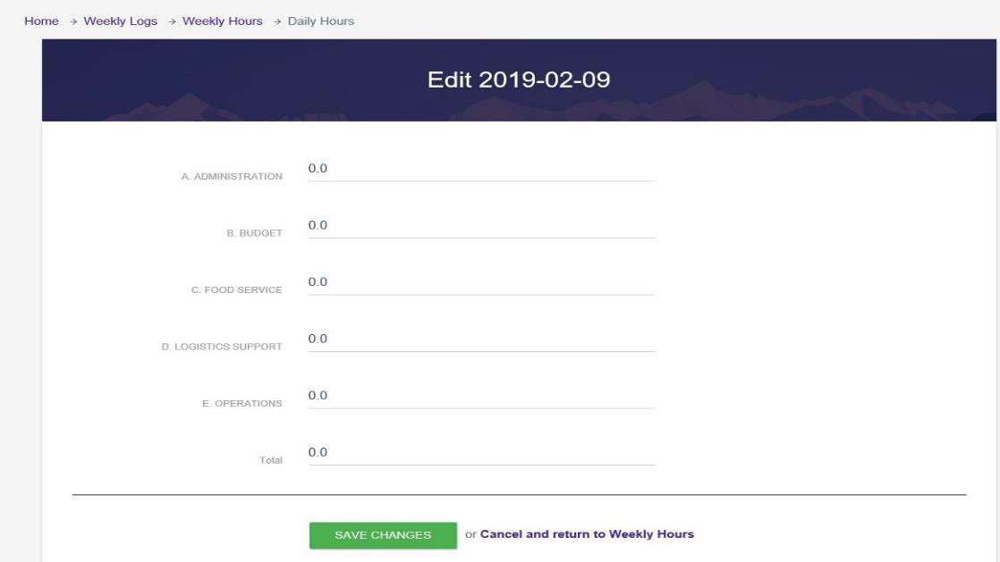 Home → Weekly Logs → Weekly Hours → Daily Hours
Edit 2019-02-09
A. ADMINISTRATION 0.0
B. BUDGET 0.0
C. FOOD SERVICE 0.0
D. LOGISTICS SUPPORT 0.0
E. OPERATIONS 0.0
Total 0.0
SAVE CHANGES or Cancel and return to Weekly Hours